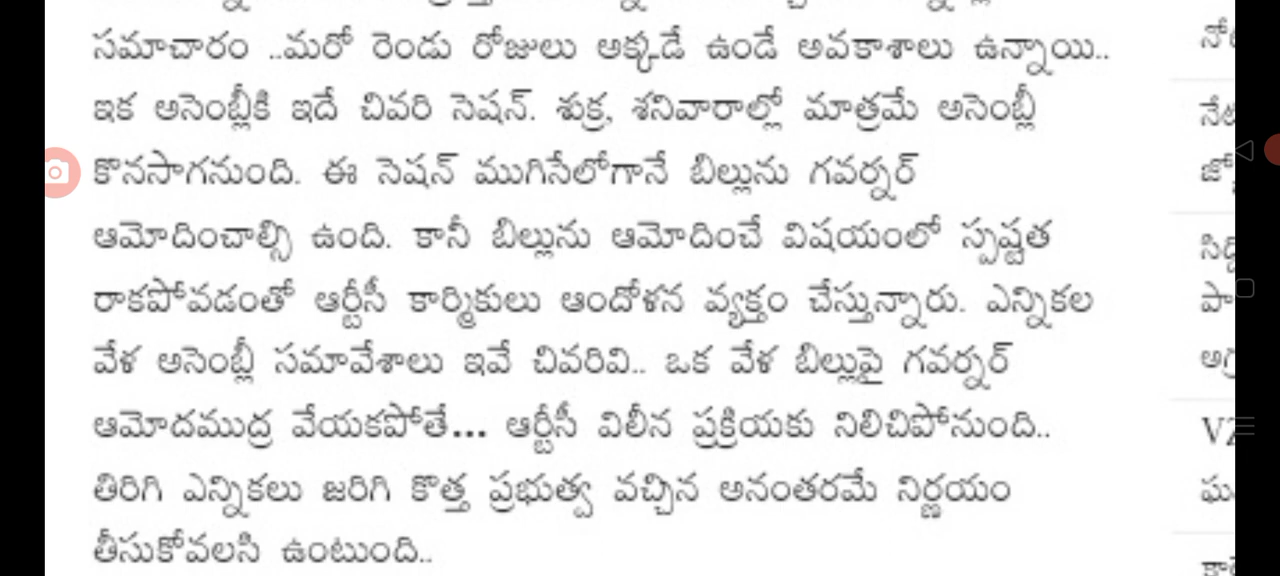 సమాచారం ..మరో రెండు రోజులు అక్కడే ఉండే అవకాశాలు ఉన్నాయి..
ఇక అసెంబ్లీకి ఇదే చివరి సెషన్. శుక్ర, శనివారాల్లో మాత్రమే అసెంబ్లీ
కొనసాగనుంది. ఈ సెషన్ ముగిసేలోగానే బిల్లును గవర్నర్
ఆమోదించాల్సి ఉంది. కానీ బిల్లును ఆమోదించే విషయంలో స్పష్టత
రాకపోవడంతో ఆర్టీసీ కార్మికులు ఆందోళన వ్యక్తం చేస్తున్నారు. ఎన్నికల
వేళ అసెంబ్లీ సమావేశాలు ఇవే చివరివి.. ఒక వేళ బిల్లుపై గవర్నర్
ఆమోదముద్ర వేయకపోతే... ఆర్టీసీ విలీన ప్రక్రియకు నిలిచిపోనుంది..
తిరిగి ఎన్నికలు జరిగి కొత్త ప్రభుత్వ వచ్చిన అనంతరమే నిర్ణయం
తీసుకోవలసి ఉంటుంది..